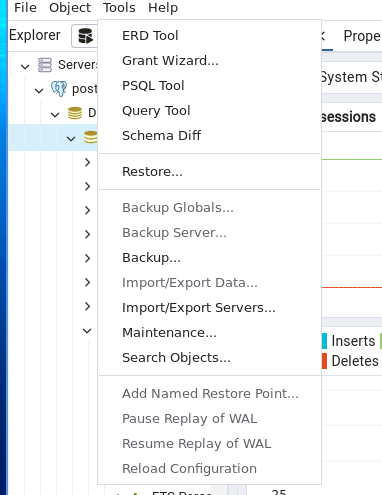 File Object Tools Help
Explorer
Prope
Servers
post
D
ERD Tool
Grant Wizard...
PSQL Tool
Query Tool
Schema Diff
Restore...
Backup Globals...
Backup Server...
Backup...
Import/Export Data...
Import/Export Servers...
Maintenance...
Search Objects...
Add Named Restore Point...
Pause Replay of WAL
Resume Replay of WAL
Reload Configuration
System St
sessions
Inserts
Deletes
25